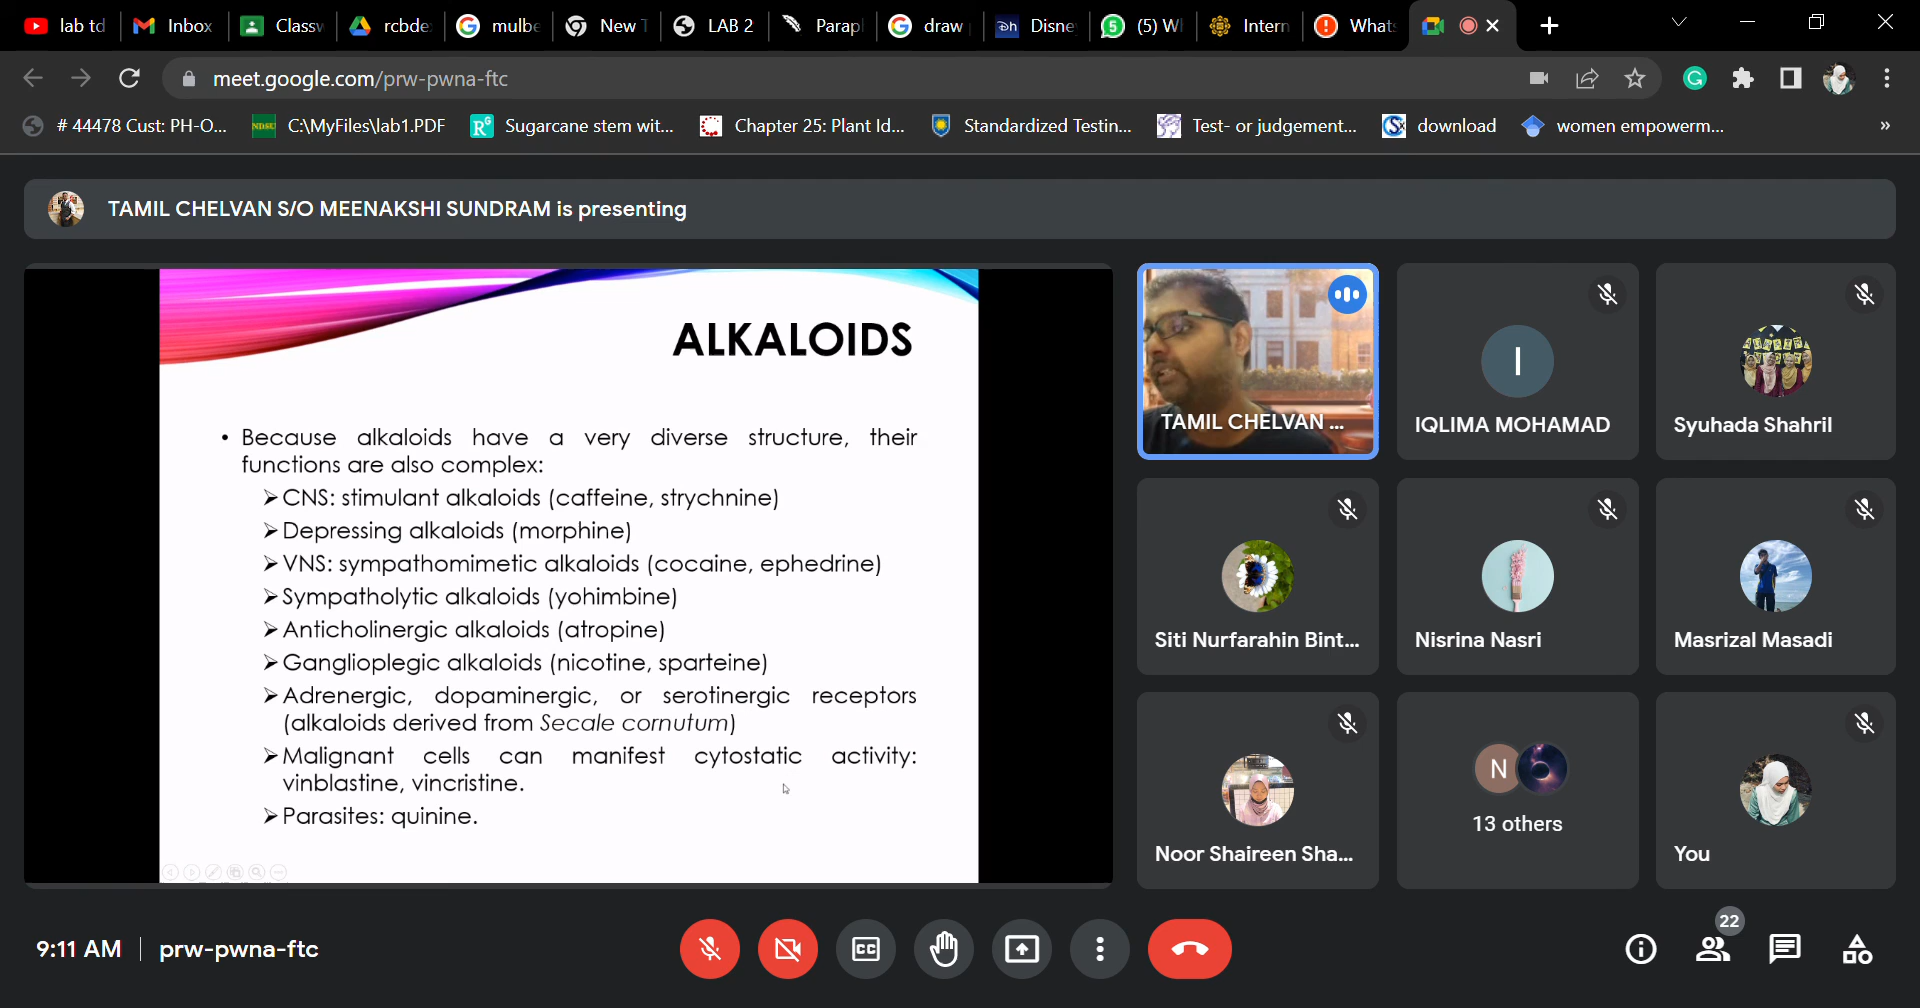 lab td
Inbox
Classw
rcbde
mulbe
New T
LAB 2
Parapl
draw
Disne
(5) W
Intern
Whats
meet.google.com/prw-pwna-ftc
# 44478 Cust: PH-O...
C:\MyFiles\lab1.PDF
Sugarcane stem wit...
Chapter 25: Plant Id...
Standardized Testin...
Test- or judgement...
download
women empowerm...
»
TAMIL CHELVAN S/O MEENAKSHI SUNDRAM is presenting
ALKALOIDS
• Because alkaloids have a very diverse structure, their
functions are also complex:
➢CNS: stimulant alkaloids (caffeine, strychnine)
➢Depressing alkaloids (morphine)
➢VNS: sympathomimetic alkaloids (cocaine, ephedrine)
➢Sympatholytic alkaloids (yohimbine)
➢Anticholinergic alkaloids (atropine)
➢Ganglioplegic alkaloids (nicotine, sparteine)
➢Adrenergic, dopaminergic, or serotinergic receptors
(alkaloids derived from Secale cornutum)
➢Malignant cells can manifest cytostatic activity:
vinblastine, vincristine.
➢Parasites: quinine.
TAMIL CHELVAN ...
I
IQLIMA MOHAMAD
Syuhada Shahril
Siti Nurfarahin Bint...
Nisrina Nasri
Masrizal Masadi
Noor Shaireen Sha...
N
13 others
You
9:11 AM | prw-pwna-ftc
CC
22